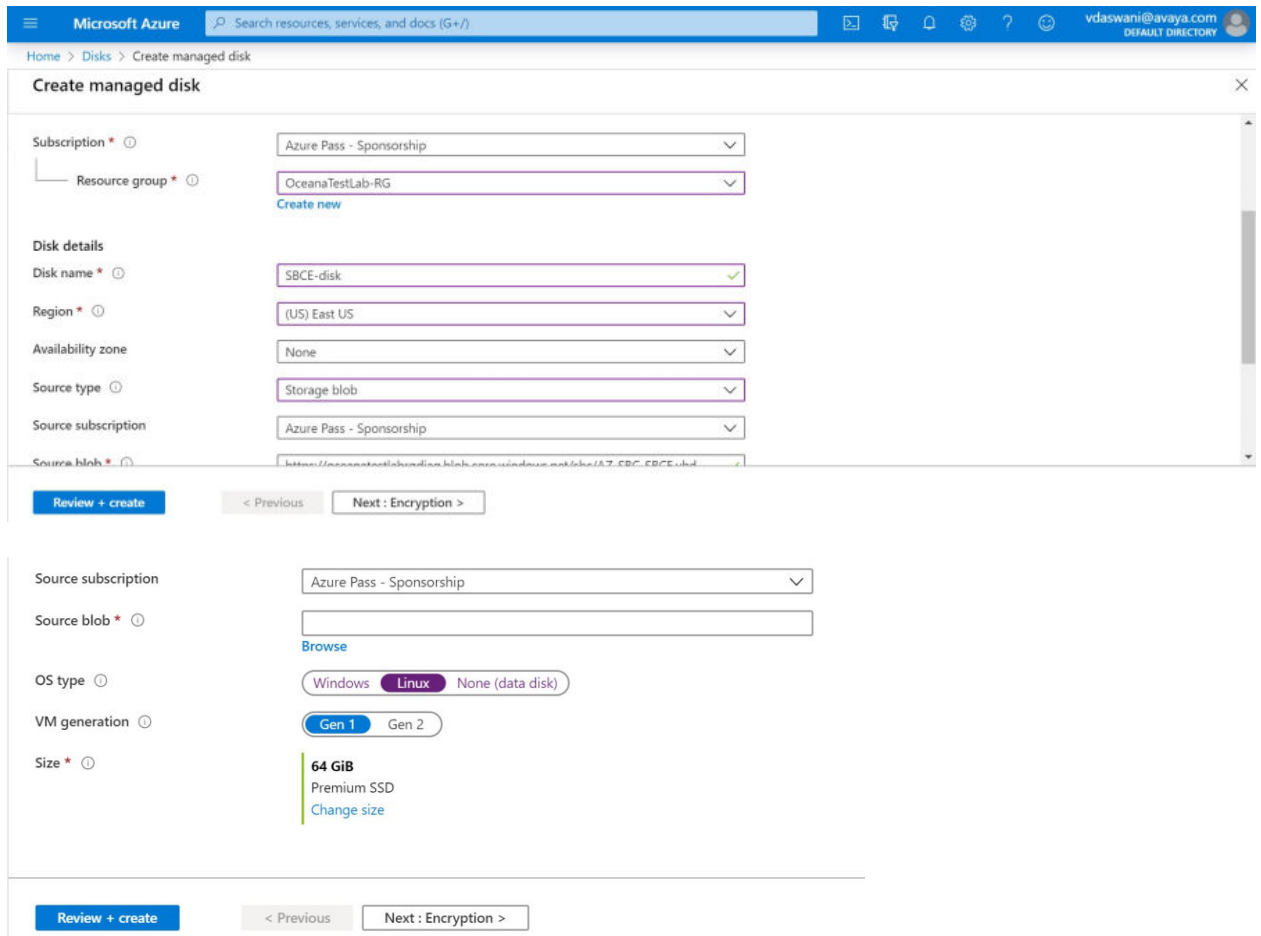 Microsoft Azure
Search resources, services, and docs (G+/)
vdaswani@avaya.com
DEFAULT DIRECTORY
Home > Disks > Create managed disk
Create managed disk
Subscription *
Azure Pass - Sponsorship
Resource group *
OceanaTestLab-RG
Create new
Disk details
Disk name *
SBCE-disk
Region *
(US) East US
Availability zone
None
Source type
Storage blob
Source subscription
Azure Pass - Sponsorship
Source blob *
Review + create
< Previous
Next : Encryption >
Source subscription
Azure Pass - Sponsorship
Source blob *
Browse
OS type
Windows Linux None (data disk)
VM generation
Gen 1 Gen 2
Size *
64 GiB
Premium SSD
Change size
Review + create
< Previous
Next : Encryption >